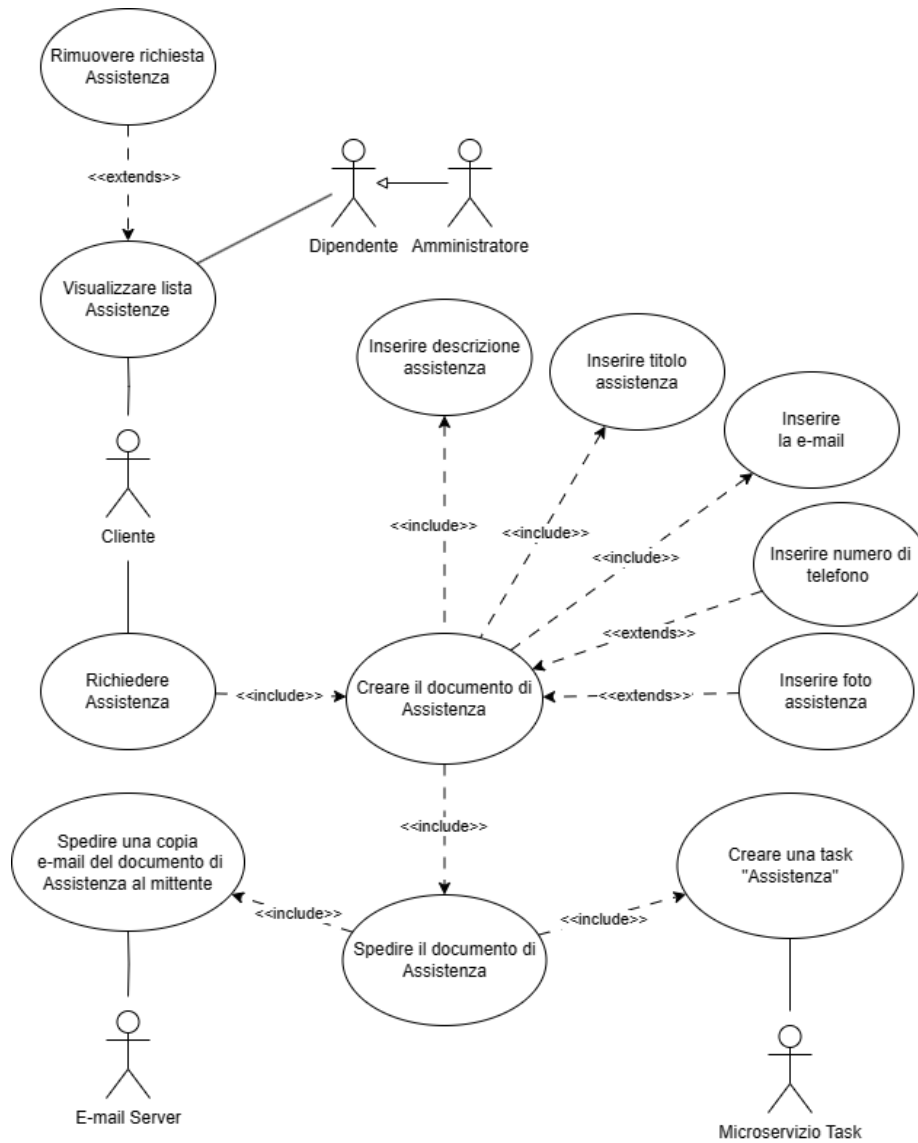 Rimuovere richiesta
Assistenza
<<extends>>
Dipendente
Amministratore
Visualizzare lista
Assistenze
Inserire descrizione
assistenza
Inserire titolo
assistenza
Inserire
la e-mail
Cliente
<<include>>
<<include>>
<<include>>
Inserire numero di
telefono
<<extends>>
Richiedere
Assistenza
<<include>>
Creare il documento di
Assistenza
<<extends>>
Inserire foto
assistenza
<<include>>
Spedire una copia
e-mail del documento di
Assistenza al mittente
Creare una task
"Assistenza"
<<include>>
<<include>>
Spedire il documento di
Assistenza
E-mail Server
Microservizio Task